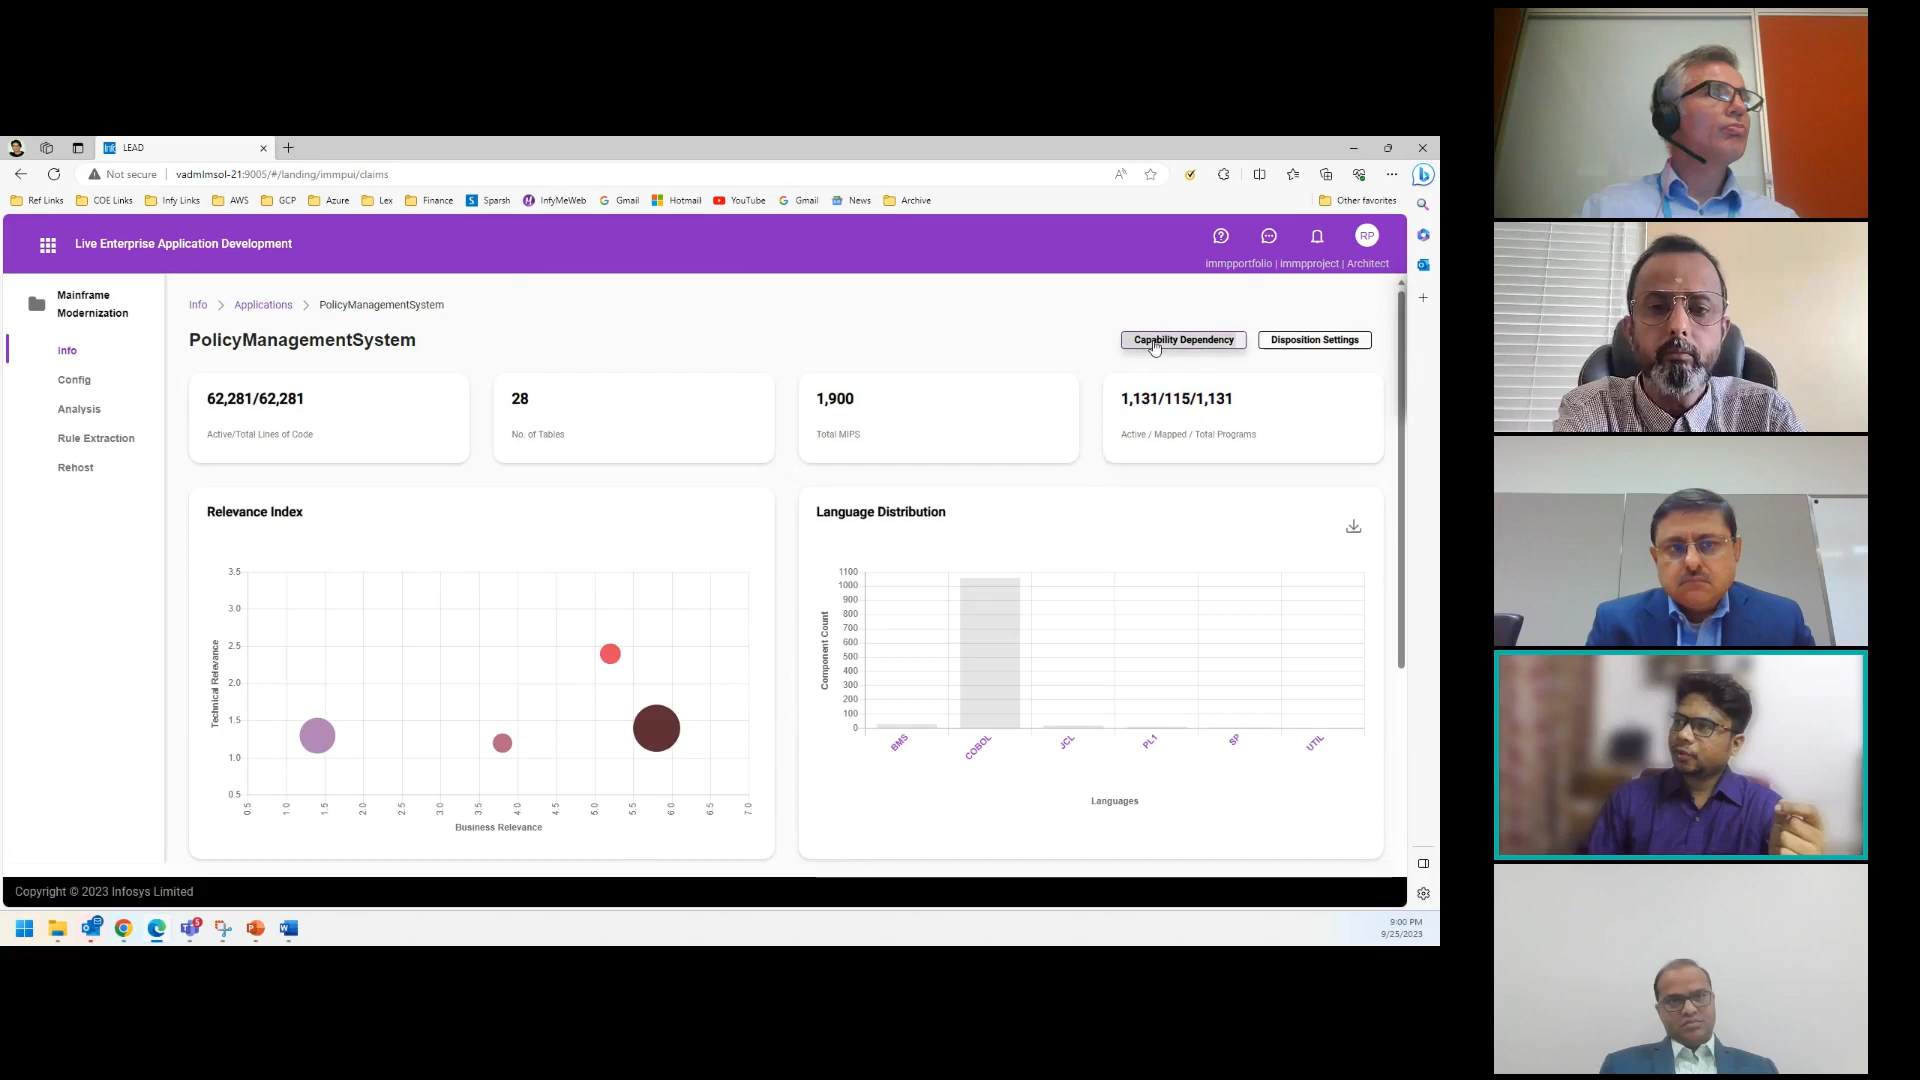 LEAD
Not secure
vadmlmsol-21:9005/#/landing/immpui/claims
Ref Links
COE Links
Infy Links
AWS
GCP
Azure
Lex
Finance
Sparsh
InfyMeWeb
Gmail
Hotmail
YouTube
Gmail
News
Archive
Other favorites
Live Enterprise Application Development
RP
immpportfolio | immpproject | Architect
Mainframe
Modernization
Info
Config
Analysis
Rule Extraction
Rehost
Info > Applications > PolicyManagementSystem
PolicyManagementSystem
Capability Dependency
Disposition Settings
62,281/62,281
Active/Total Lines of Code
28
No. of Tables
1,900
Total MIPS
1,131/115/1,131
Active / Mapped / Total Programs
Relevance Index
3.5
3.0
2.5
2.0
1.5
1.0
0.5
Technical Relevance
0.5 1.0 1.5 2.0 2.5 3.0 3.5 4.0 4.5 5.0 5.5 6.0 6.5 7.0
Business Relevance
Language Distribution
1100
1000
900
800
700
600
500
400
300
200
100
0
Component Count
BMS COBOL JCL PL1 SP UTIL
Languages
Copyright © 2023 Infosys Limited
9:00 PM
9/25/2023